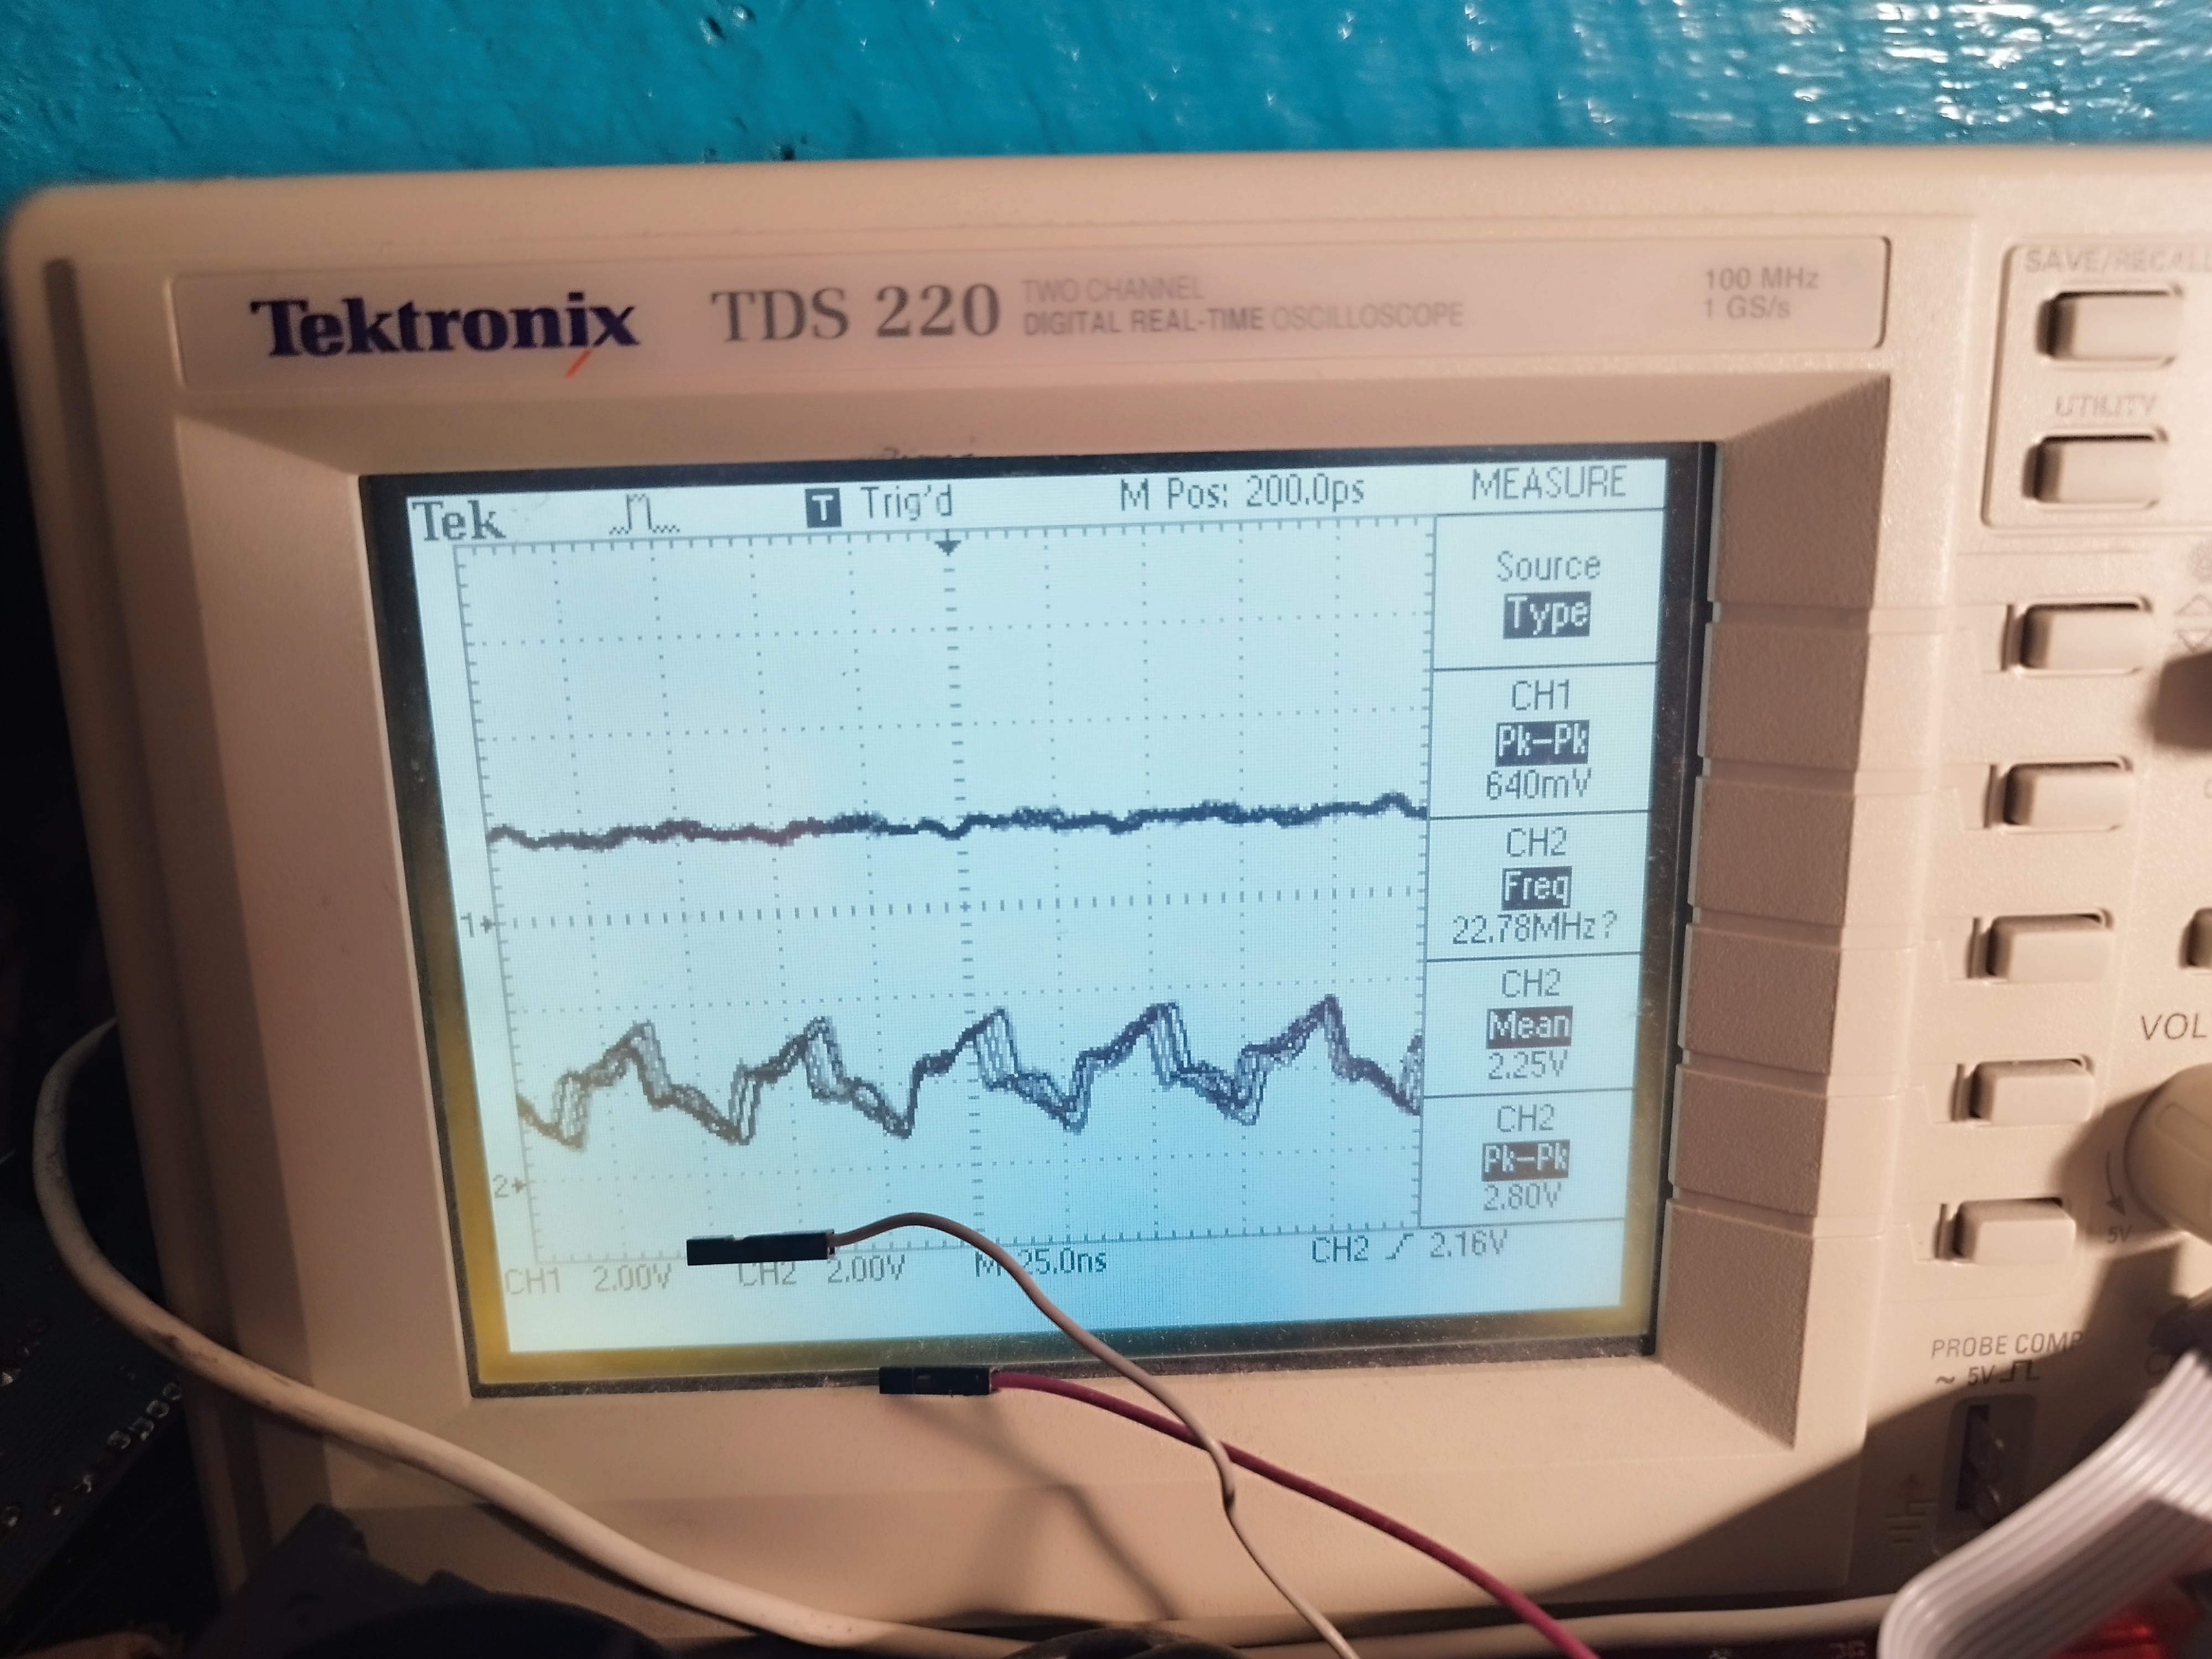 Tektronix TDS 220 TWO CHANNEL
DIGITAL REAL-TIME OSCILLOSCOPE
100 MHz
1 GS/s
SAVE/RECALL
UTILITY
Tek T Trig'd M Pos: 200.0ps MEASURE
Source
Type
CH1
Pk-Pk
640mV
CH2
Freq
22.78MHz?
CH2
Mean
2.25V
CH2
Pk-Pk
2.80V
1
2
CH1 2.00V CH2 2.00V M 25.0ns CH2 2.16V
VOL
5V
PROBE COMP
~ 5V